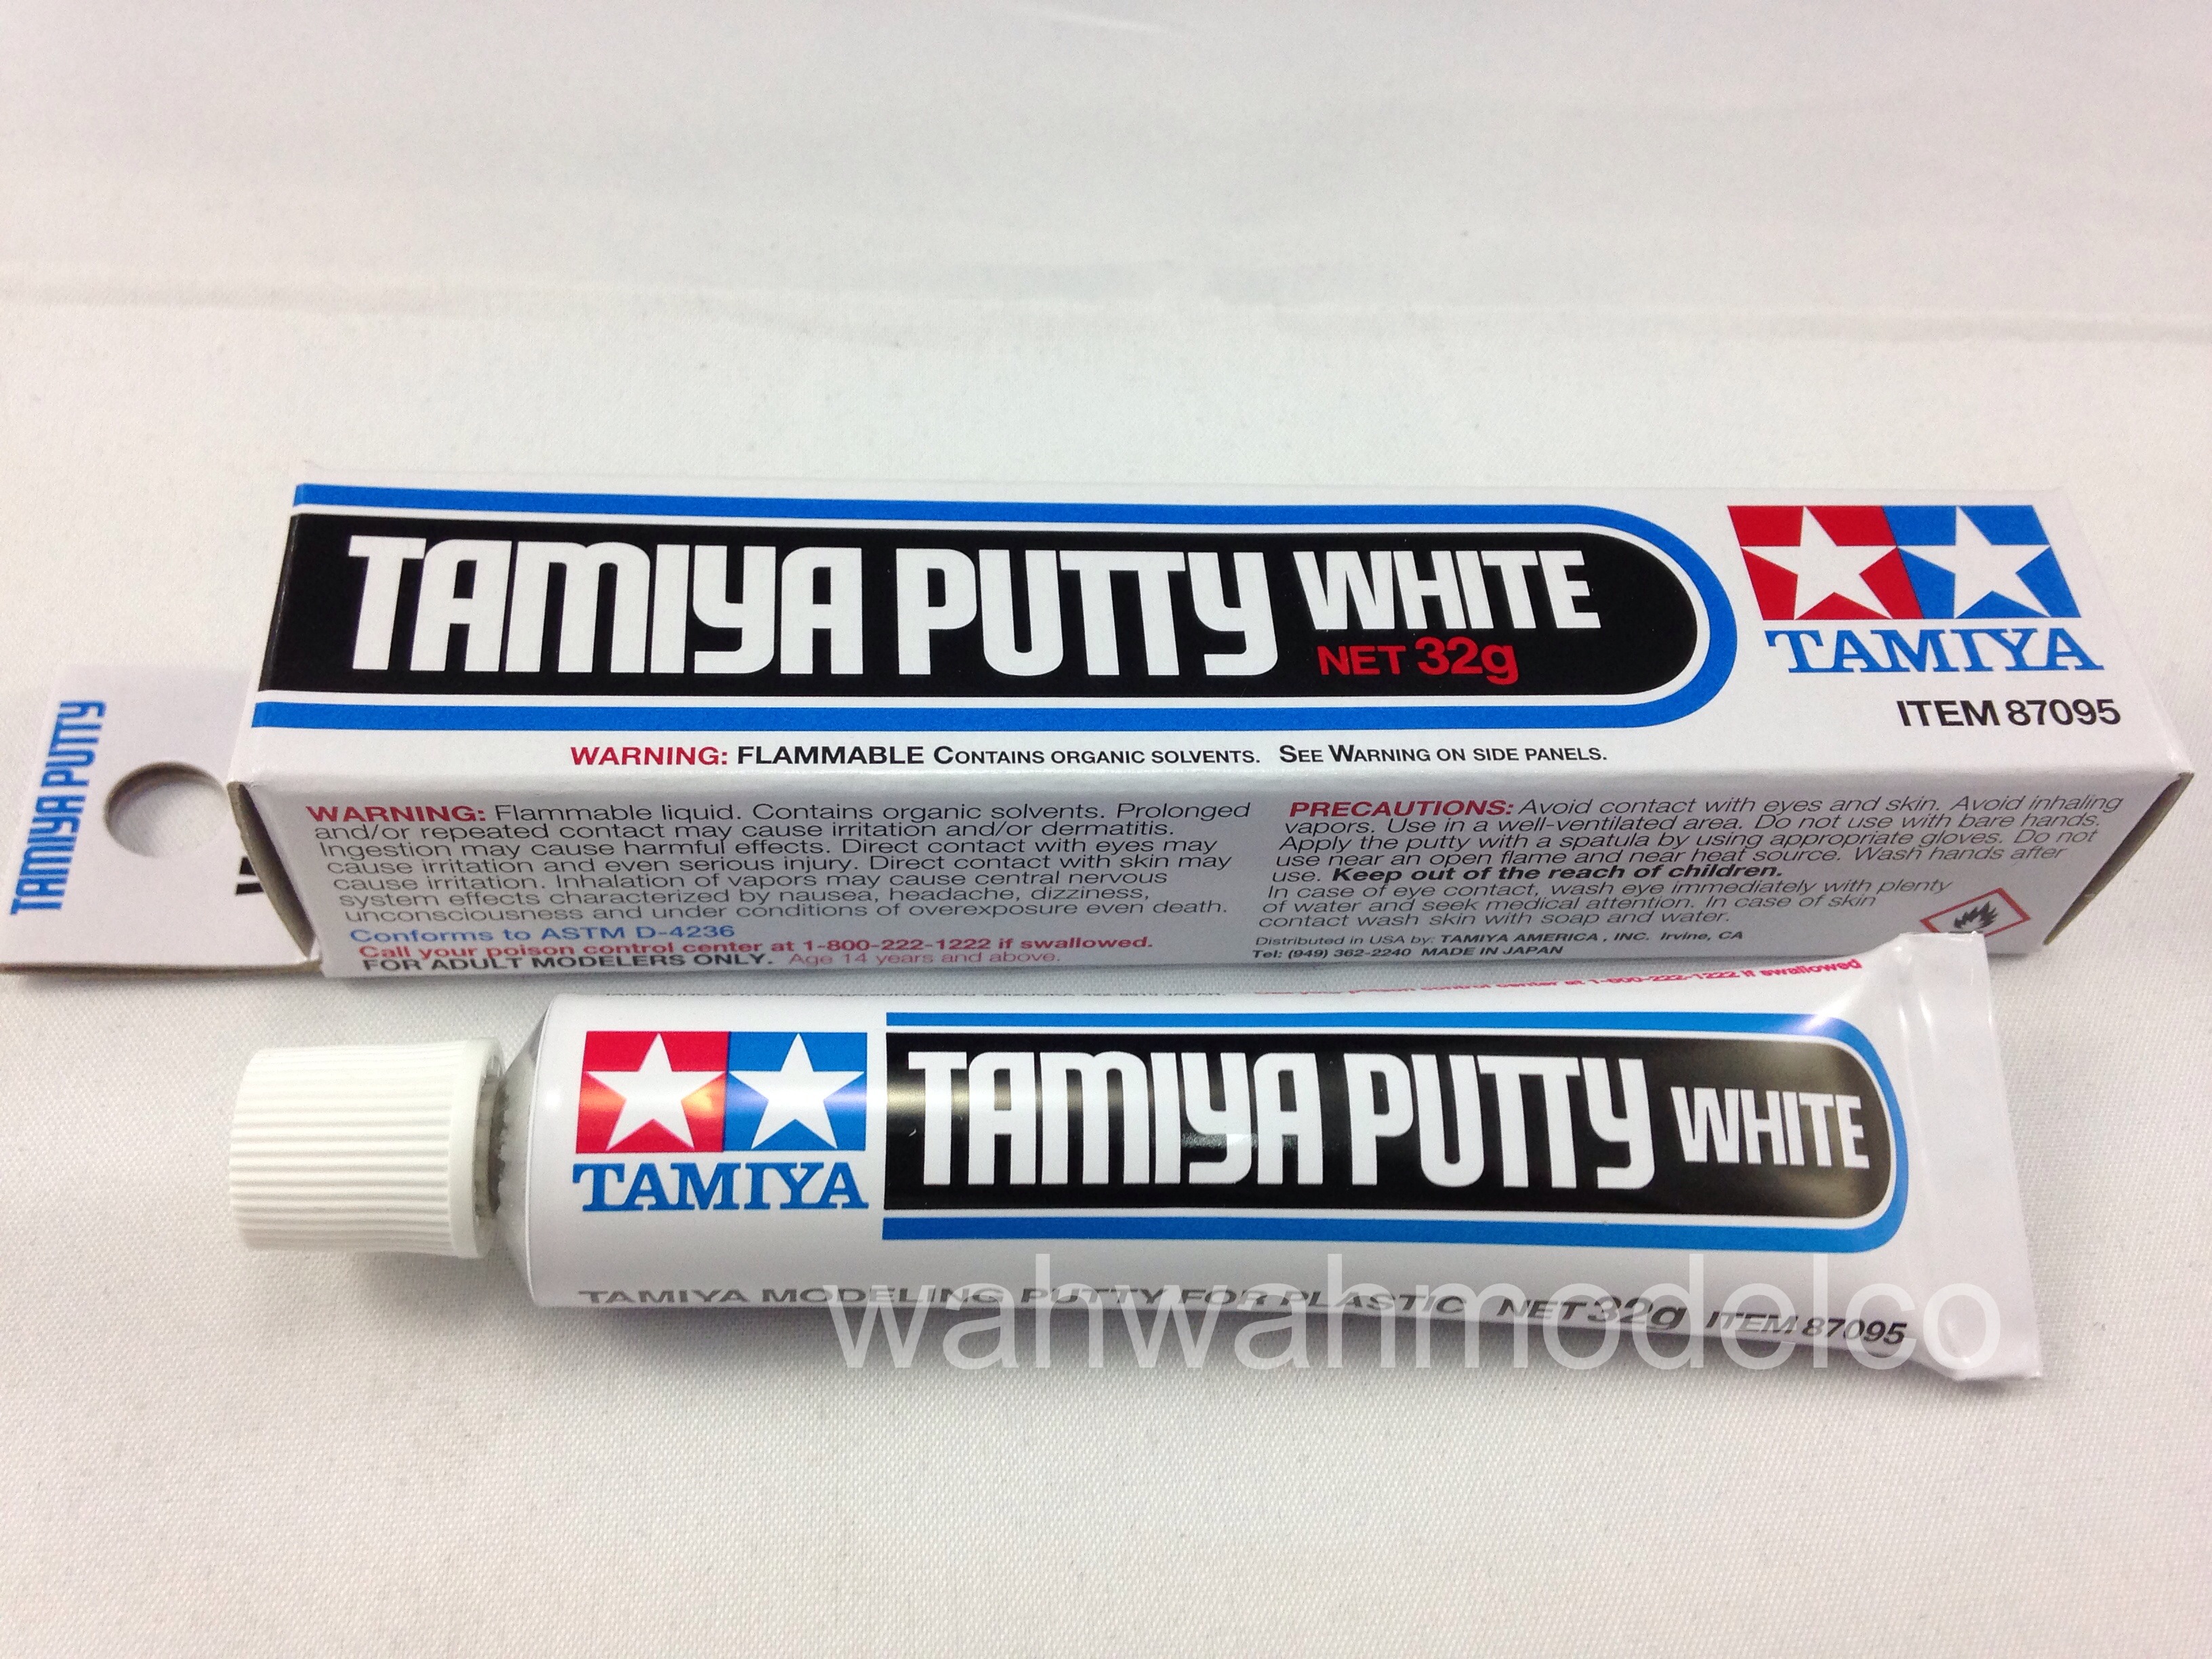 TAMIYA PUTTY WHITE
NET 32g
TAMIYA
ITEM 87095
WARNING: FLAMMABLE CONTAINS ORGANIC SOLVENTS. SEE WARNING ON SIDE PANELS.
TAMIYA PUTTY
WARNING: Flammable liquid. Contains organic solvents. Prolonged
and/or repeated contact may cause irritation and/or dermatitis.
Ingestion may cause harmful effects. Direct contact with eyes may
cause irritation and even serious injury. Direct contact with skin may
cause irritation. Inhalation of vapors may cause central nervous
system effects characterized by nausea, headache, dizziness,
unconsciousness and under conditions of overexposure even death.
Conforms to ASTM D-4236
Call your poison control center at 1-800-222-1222 if swallowed.
FOR ADULT MODELERS ONLY. Age 14 years and above.
PRECAUTIONS: Avoid contact with eyes and skin. Avoid inhaling
vapors. Use in a well-ventilated area. Do not use with bare hands.
Apply the putty with a spatula by using appropriate gloves. Do not
use near an open flame and near heat source. Wash hands after
use. Keep out of the reach of children.
In case of eye contact, wash eye immediately with plenty
of water and seek medical attention. In case of skin
contact wash skin with soap and water.
Distributed in USA by: TAMIYA AMERICA, INC. Irvine, CA
Tel: (949) 362-2240 MADE IN JAPAN
control center at 1-800-222-1222 if swallowed
TAMIYA
TAMIYA PUTTY WHITE
TAMIYA MODELING PUTTY FOR PLASTIC NET 32g ITEM 87095
wahwahmodelco